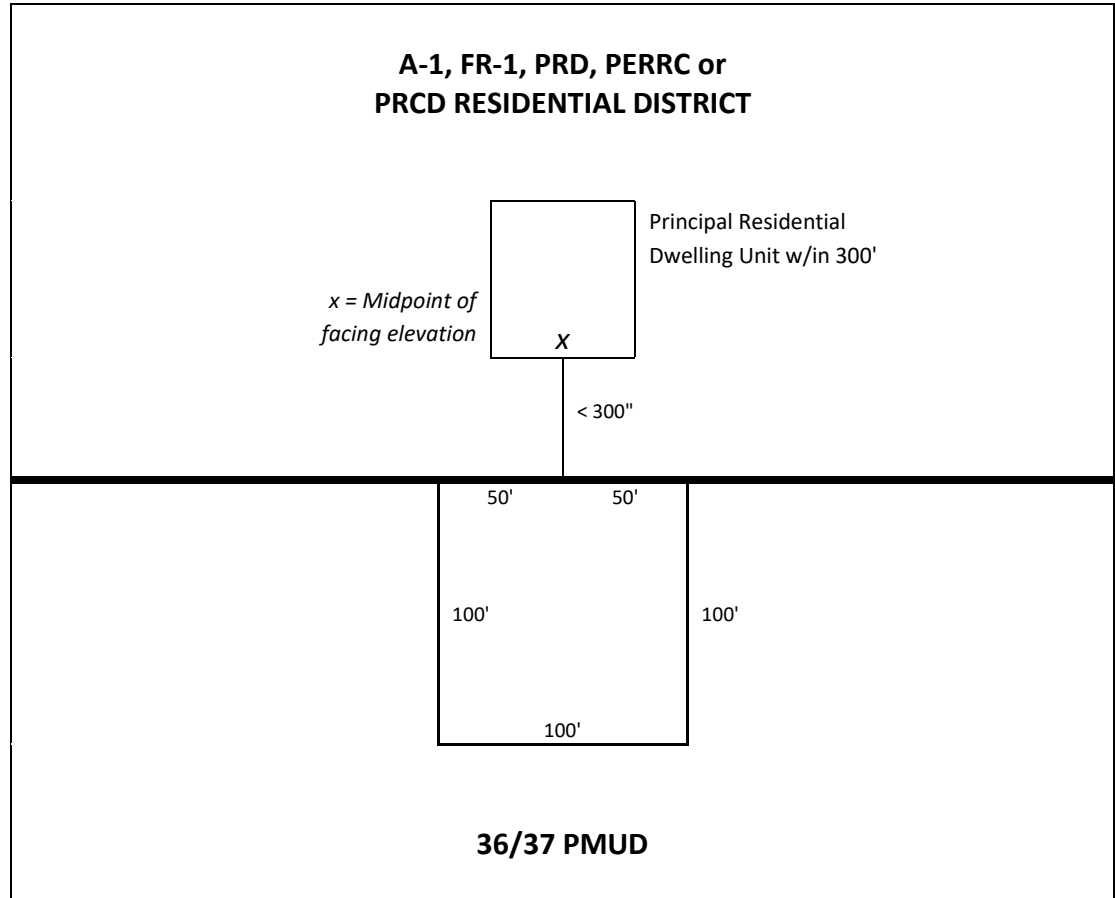 A-1, FR-1, PRD, PERRC or
PRCD RESIDENTIAL DISTRICT
Principal Residential
Dwelling Unit w/in 300'
x = Midpoint of
facing elevation
x
< 300"
50' 50'
100' 100'
100'
36/37 PMUD